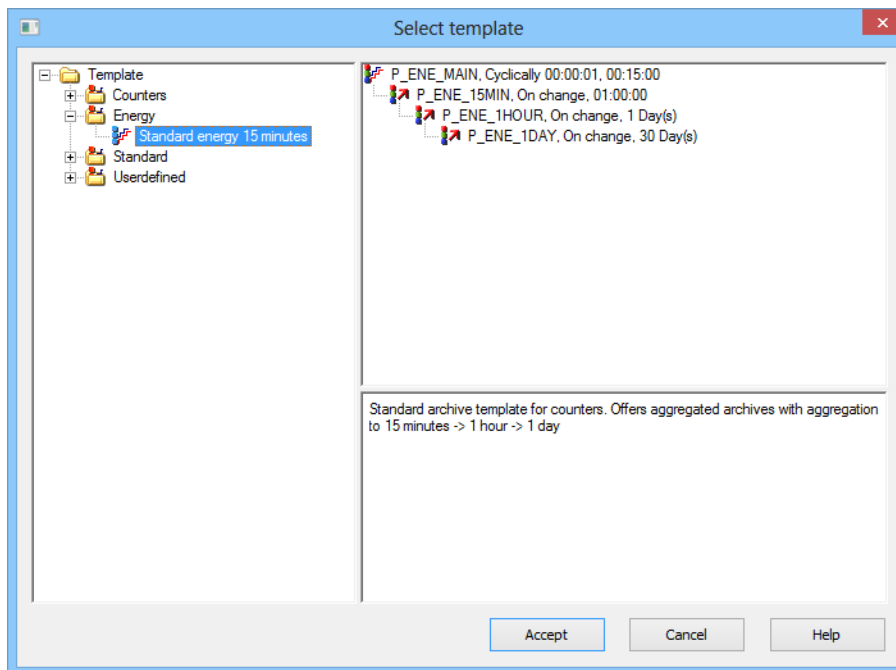 Select template
Template
Counters
Energy
Standard energy 15 minutes
Standard
Userdefined
P_ENE_MAIN, Cyclically 00:00:01, 00:15:00
P_ENE_15MIN, On change, 01:00:00
P_ENE_1HOUR, On change, 1 Day(s)
P_ENE_1DAY, On change, 30 Day(s)
Standard archive template for counters. Offers aggregated archives with aggregation
to 15 minutes -> 1 hour -> 1 day
Accept
Cancel
Help